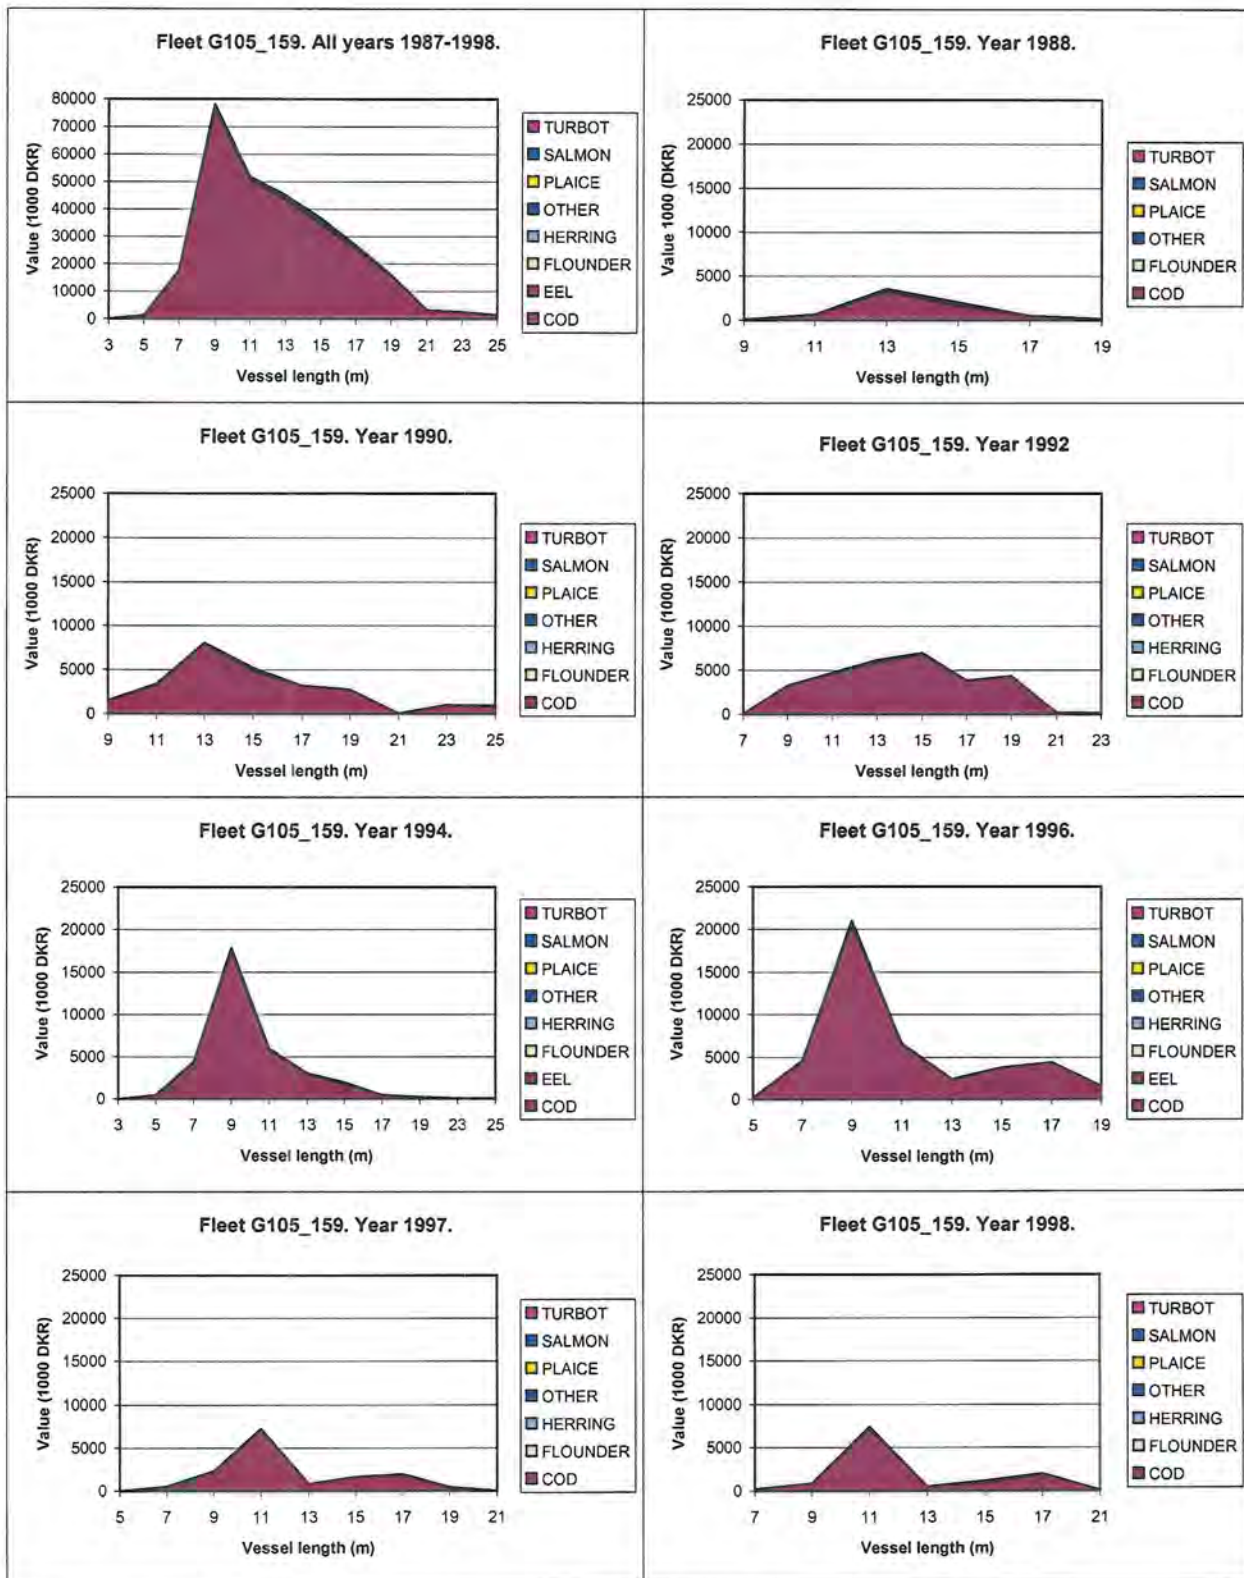 Fleet G105_159. All years 1987-1998.
Value (1000 DKR)
80000
70000
60000
50000
40000
30000
20000
10000
0
3 5 7 9 11 13 15 17 19 21 23 25
Vessel length (m)
TURBOT
SALMON
PLAICE
OTHER
HERRING
FLOUNDER
EEL
COD
Fleet G105_159. Year 1988.
Value 1000 (DKR)
25000
20000
15000
10000
5000
0
9 11 13 15 17 19
Vessel length (m)
TURBOT
SALMON
PLAICE
OTHER
FLOUNDER
COD
Fleet G105_159. Year 1990.
Value (1000 DKR)
25000
20000
15000
10000
5000
0
9 11 13 15 17 19 21 23 25
Vessel length (m)
TURBOT
SALMON
PLAICE
OTHER
HERRING
FLOUNDER
COD
Fleet G105_159. Year 1992
Value (1000 DKR)
25000
20000
15000
10000
5000
0
7 9 11 13 15 17 19 21 23
Vessel length (m)
TURBOT
SALMON
PLAICE
OTHER
HERRING
FLOUNDER
COD
Fleet G105_159. Year 1994.
Value (1000 DKR)
25000
20000
15000
10000
5000
0
3 5 7 9 11 13 15 17 19 23 25
Vessel length (m)
TURBOT
SALMON
PLAICE
OTHER
HERRING
FLOUNDER
EEL
COD
Fleet G105_159. Year 1996.
Value (1000 DKR)
25000
20000
15000
10000
5000
0
5 7 9 11 13 15 17 19
Vessel length (m)
TURBOT
SALMON
PLAICE
OTHER
HERRING
FLOUNDER
EEL
COD
Fleet G105_159. Year 1997.
Value (1000 DKR)
25000
20000
15000
10000
5000
0
5 7 9 11 13 15 17 19 21
Vessel length (m)
TURBOT
SALMON
PLAICE
OTHER
HERRING
FLOUNDER
COD
Fleet G105_159. Year 1998.
Value (1000 DKR)
25000
20000
15000
10000
5000
0
7 9 11 13 15 17 21
Vessel length (m)
TURBOT
SALMON
PLAICE
OTHER
HERRING
FLOUNDER
COD